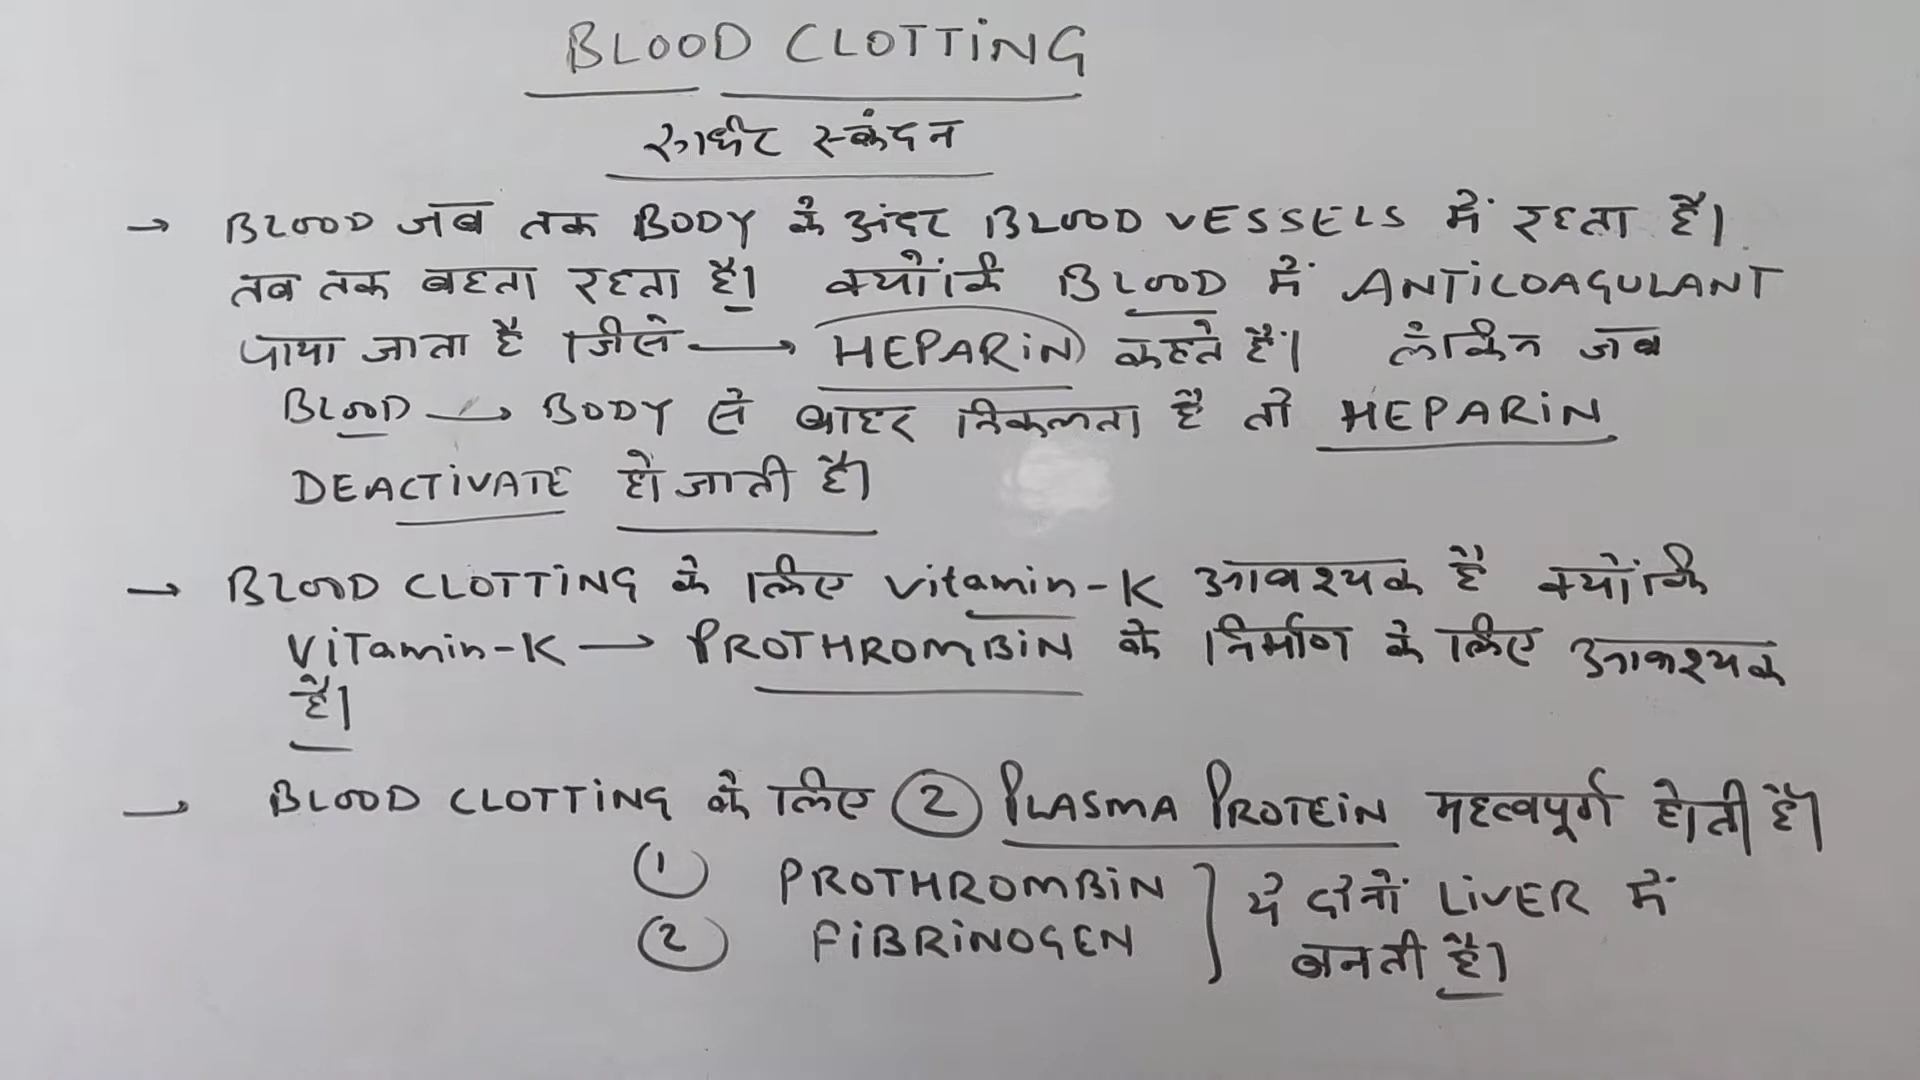 BLOOD CLOTTING
रुधिर स्कंदन
→ BLOOD जब तक BODY के अंदर BLOOD VESSELS में रहता है।
तब तक बहता रहता है। क्योंकि BLOOD में ANTICOAGULANT
पाया जाता है जिसे → HEPARIN कहते हैं। लेकिन जब
BLOOD → BODY से बाहर निकलता है तो HEPARIN
DEACTIVATE हो जाती है।
→ BLOOD CLOTTING के लिए Vitamin-K आवश्यक है क्योंकि
Vitamin-K → PROTHROMBIN के निर्माण के लिए आवश्यक
है।
→ BLOOD CLOTTING के लिए ② PLASMA PROTEIN महत्वपूर्ण होती है।
① PROTHROMBIN } ये दोनों LIVER में
② FIBRINOGEN बनती है।